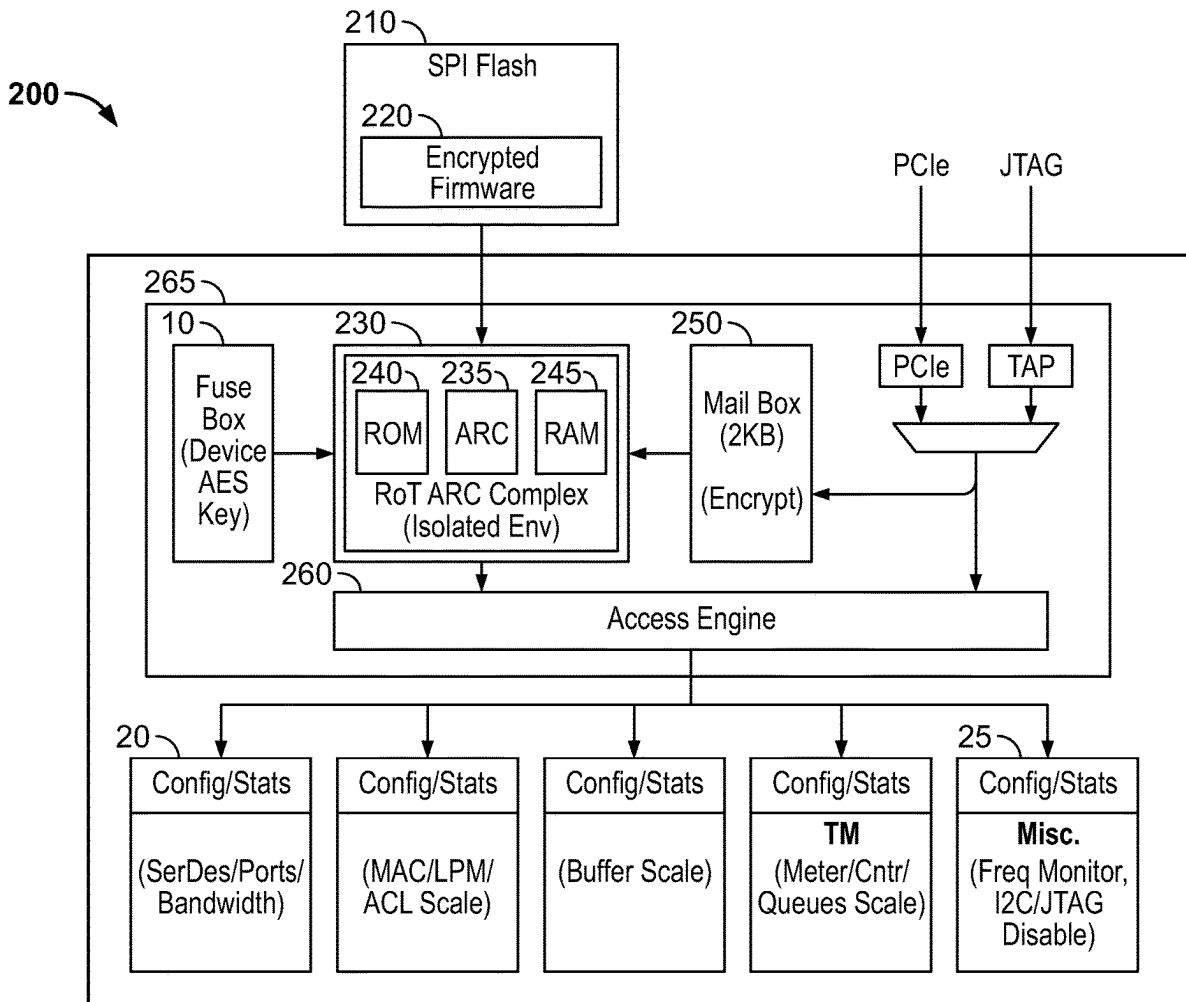 210
SPI Flash
200
220
Encrypted
Firmware
PCIe
JTAG
265
10
Fuse
Box
(Device
AES
Key)
230
240
235
245
ROM
ARC
RAM
RoT ARC Complex
(Isolated Env)
250
Mail Box
(2KB)
(Encrypt)
PCIe
TAP
260
Access Engine
20
Config/Stats
(SerDes/Ports/
Bandwidth)
Config/Stats
(MAC/LPM/
ACL Scale)
Config/Stats
(Buffer Scale)
Config/Stats
TM
(Meter/Cntr/
Queues Scale)
25
Config/Stats
Misc.
(Freq Monitor,
I2C/JTAG
Disable)